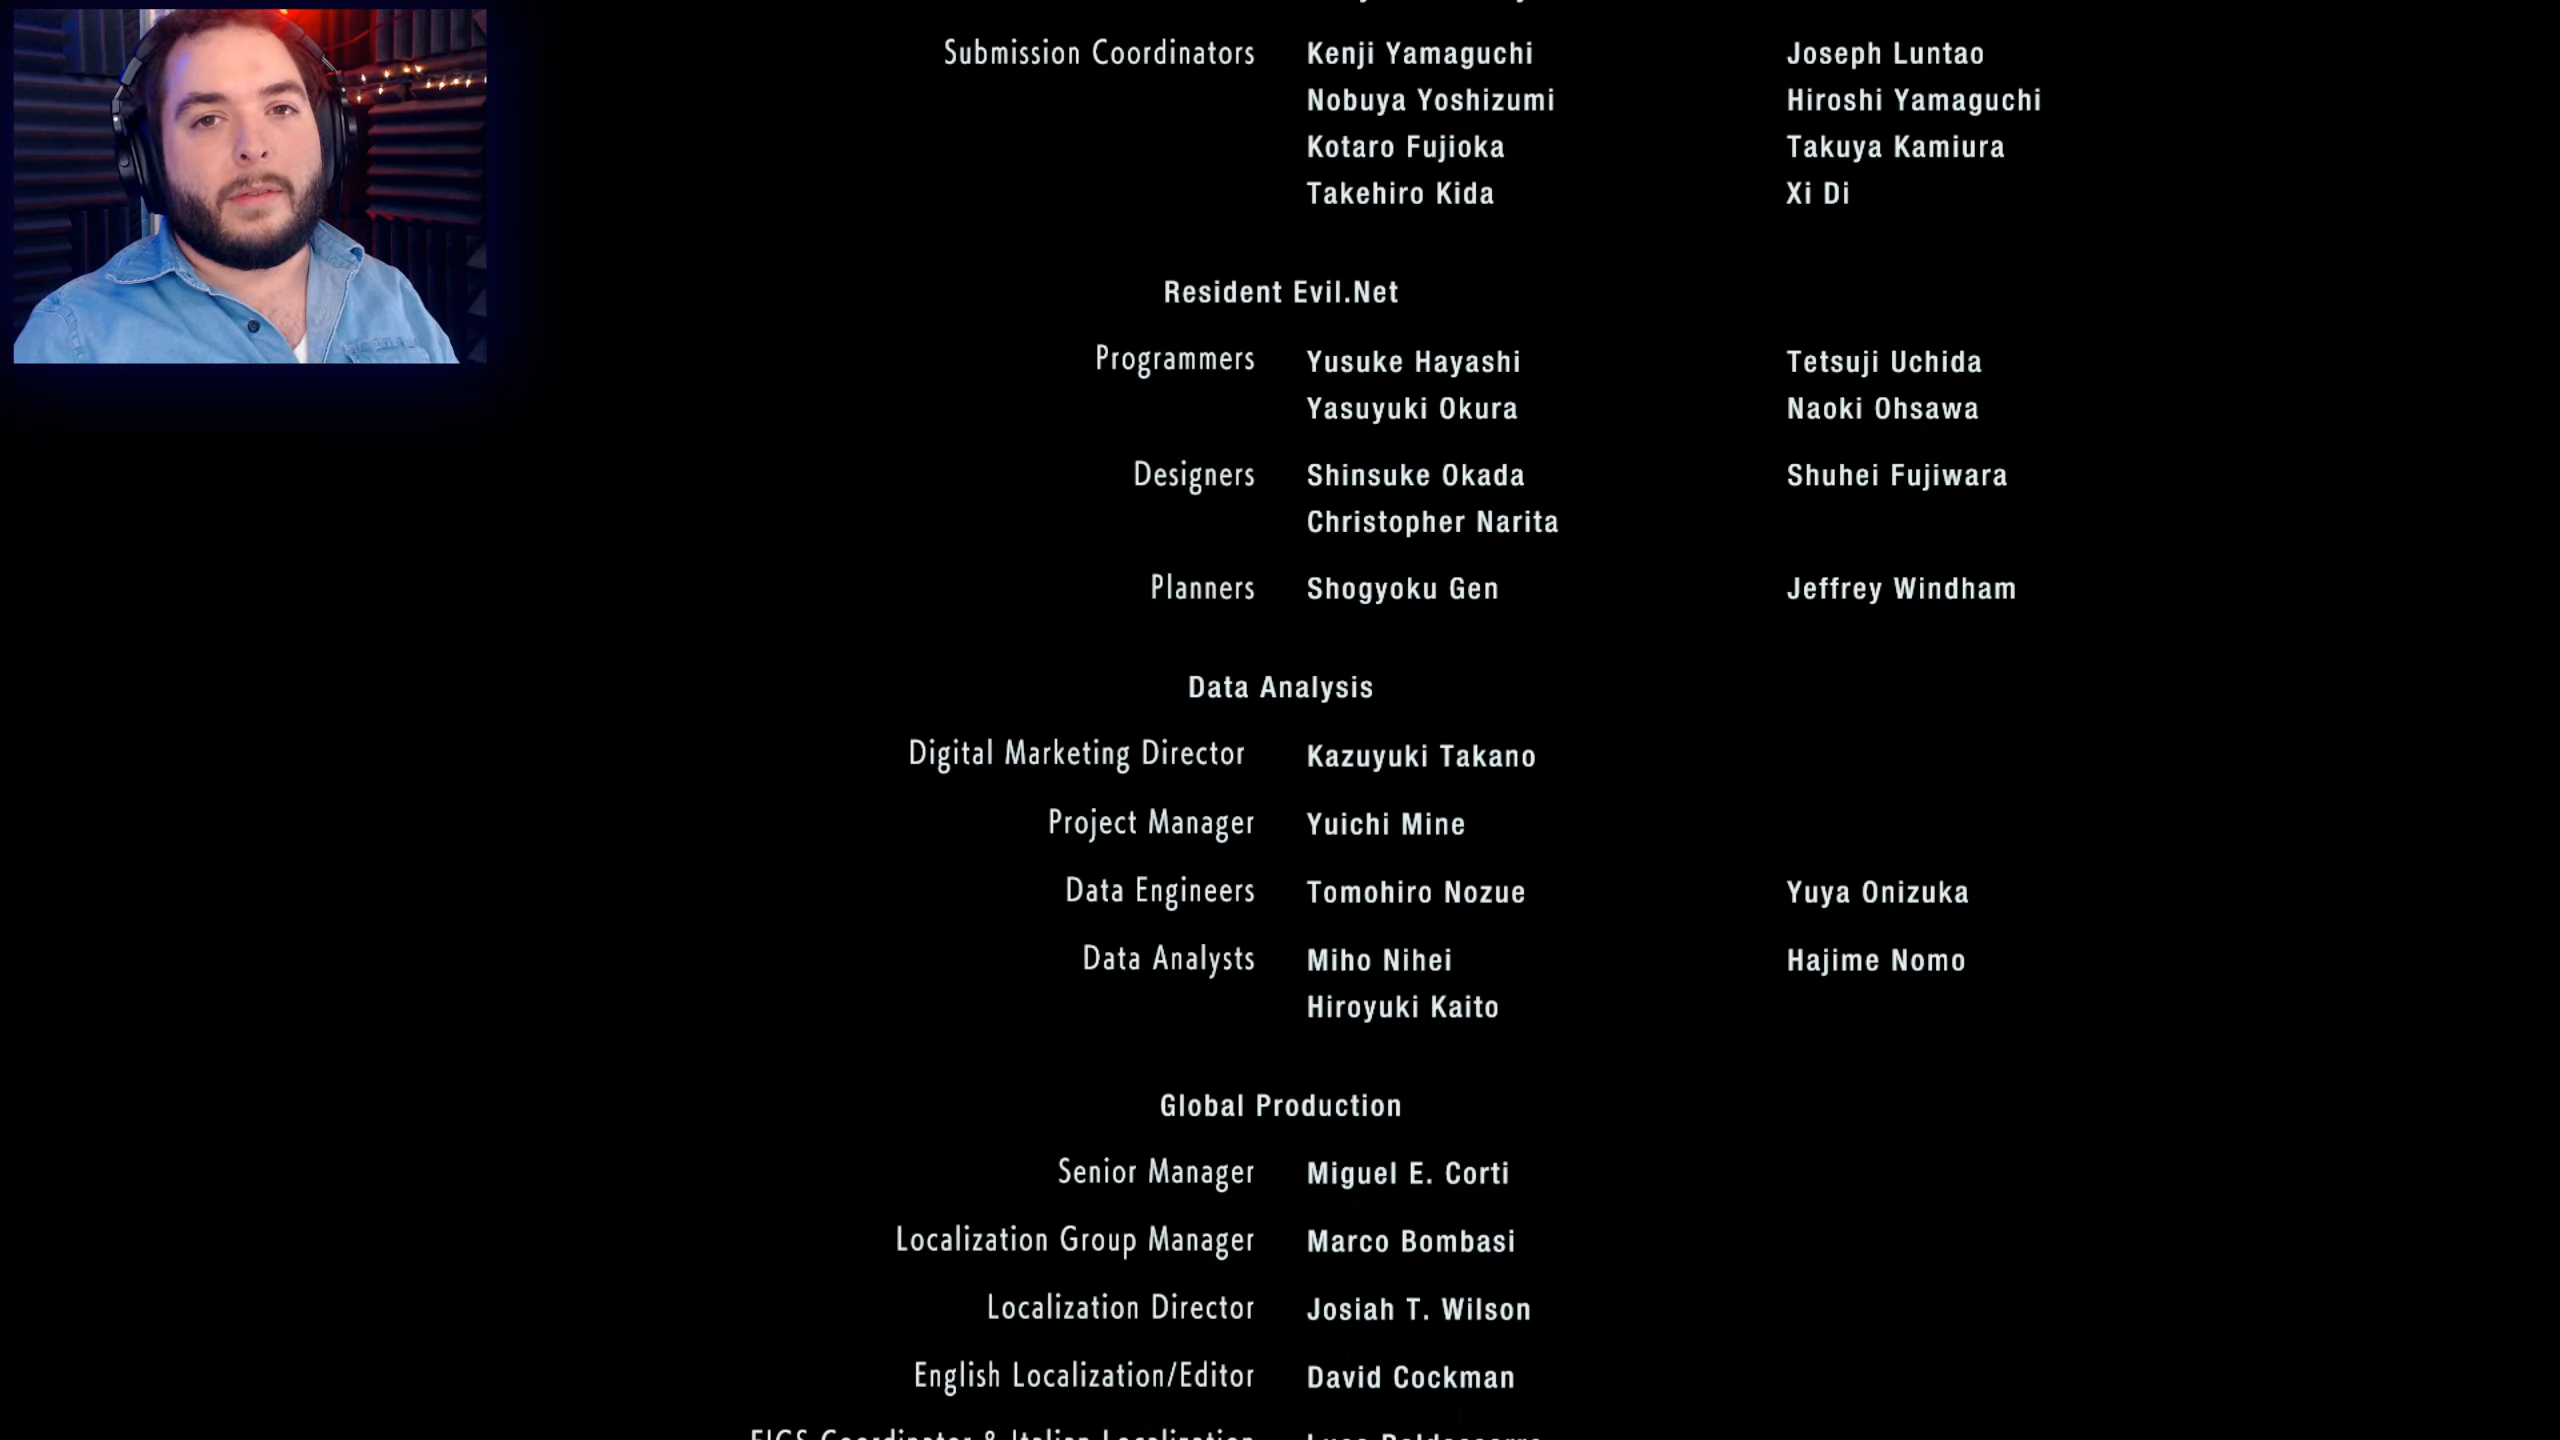 Submission Coordinators Kenji Yamaguchi Joseph Luntao
Nobuya Yoshizumi Hiroshi Yamaguchi
Kotaro Fujioka Takuya Kamiura
Takehiro Kida Xi Di
Resident Evil.Net
Programmers Yusuke Hayashi Tetsuji Uchida
Yasuyuki Okura Naoki Ohsawa
Designers Shinsuke Okada Shuhei Fujiwara
Christopher Narita
Planners Shogyoku Gen Jeffrey Windham
Data Analysis
Digital Marketing Director Kazuyuki Takano
Project Manager Yuichi Mine
Data Engineers Tomohiro Nozue Yuya Onizuka
Data Analysts Miho Nihei Hajime Nomo
Hiroyuki Kaito
Global Production
Senior Manager Miguel E. Corti
Localization Group Manager Marco Bombasi
Localization Director Josiah T. Wilson
English Localization/Editor David Cockman